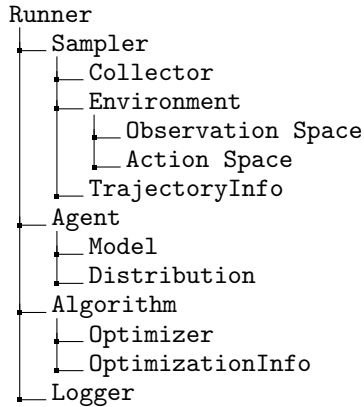 Runner
Sampler
Collector
Environment
Observation Space
Action Space
TrajectoryInfo
Agent
Model
Distribution
Algorithm
Optimizer
OptimizationInfo
Logger